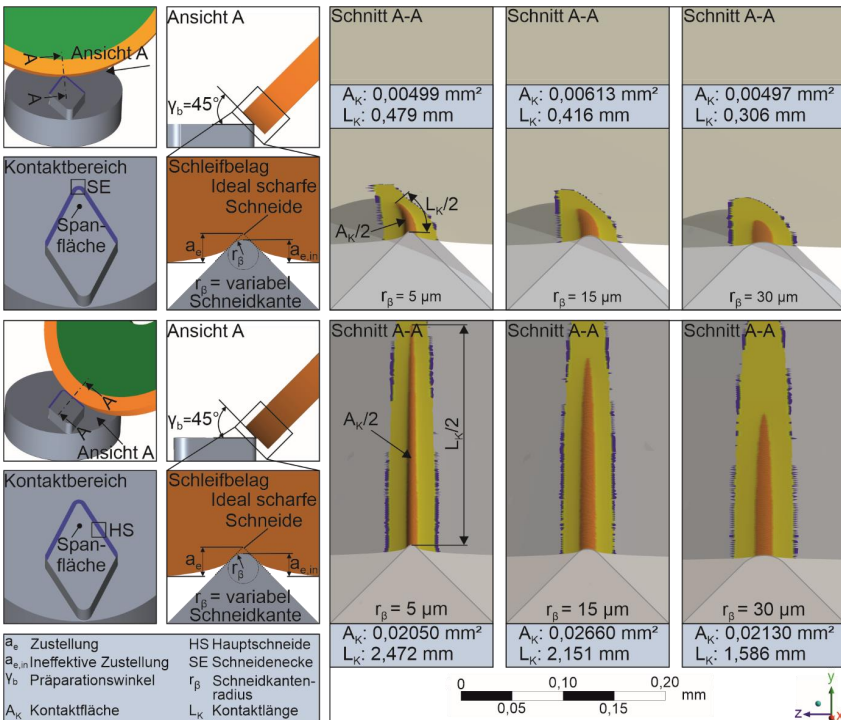 Ansicht A
A
A
Ansicht A
γb=45°
Schnitt A-A
AK: 0,00499 mm²
LK: 0,479 mm
LK/2
AK/2
rβ = 5 µm
Schnitt A-A
AK: 0,00613 mm²
LK: 0,416 mm
rβ = 15 µm
Schnitt A-A
AK: 0,00497 mm²
LK: 0,306 mm
rβ = 30 µm
Kontaktbereich
SE
Span-
fläche
Schleifbelag
Ideal scharfe
Schneide
ae
ae,in
rβ
rβ = variabel
Schneidkante
A
A
Ansicht A
Ansicht A
γb=45°
Schnitt A-A
AK/2
LK/2
rβ = 5 µm
AK: 0,02050 mm²
LK: 2,472 mm
Schnitt A-A
rβ = 15 µm
AK: 0,02660 mm²
LK: 2,151 mm
Schnitt A-A
rβ = 30 µm
AK: 0,02130 mm²
LK: 1,586 mm
Kontaktbereich
HS
Span-
fläche
Schleifbelag
Ideal scharfe
Schneide
ae
ae,in
rβ
rβ = variabel
Schneidkante
ae Zustellung
ae,in Ineffektive Zustellung
γb Präparationswinkel
AK Kontaktfläche
HS Hauptschneide
SE Schneidenecke
rβ Schneidkanten-
radius
LK Kontaktlänge
0 0,10 0,20
mm
0,05 0,15
y
z x